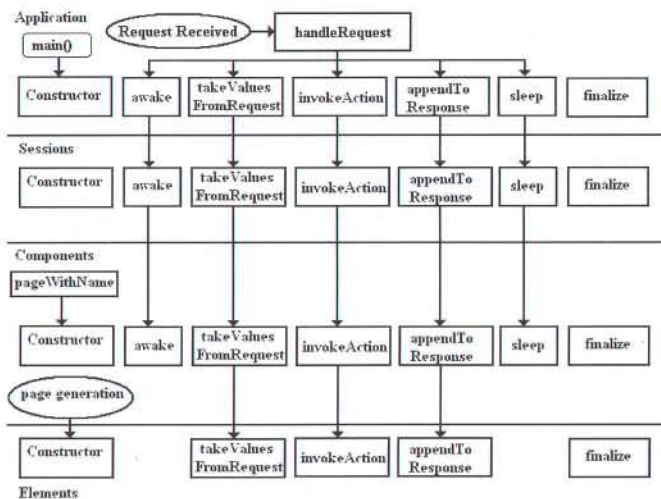 Application
main()
Request Received
handleRequest
Constructor
awake
takeValues
FromRequest
invokeAction
appendTo
Response
sleep
finalize
Sessions
Constructor
awake
takeValues
FromRequest
invokeAction
appendTo
Response
sleep
finalize
Components
pageWithName
Constructor
awake
takeValues
FromRequest
invokeAction
appendTo
Response
sleep
finalize
page generation
Constructor
takeValues
FromRequest
invokeAction
appendTo
Response
finalize
Elements